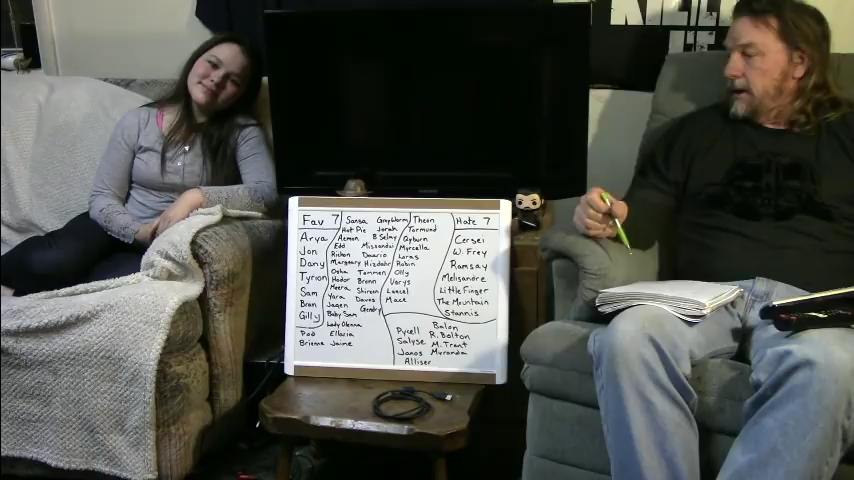 Fav 7
Arya
Jon
Dany
Tyrion
Sam
Bran
Gilly
Pod
Brienne
Sansa Grey Worm
Hot Pie Jorah
Aemon B Selmy
Edd Missandei
Rickon Daario
Margaery Hizdahr
Osha Tommen
Hodor Bronn
Meera Shireen
Yara Davos
Jaqen Gendry
Baby Sam
Lady Olenna
Ellaria
Jaime
Theon
Tormund
Qyburn
Myrcella
Loras
Robin
Olly
Varys
Lancel
Mace
Hate 7
Cersei
W. Frey
Ramsay
Melisandre
Little Finger
The Mountain
Stannis
Pycell Balon
Salyse R. Bolton
Janos M. Trant
Alliser Myranda